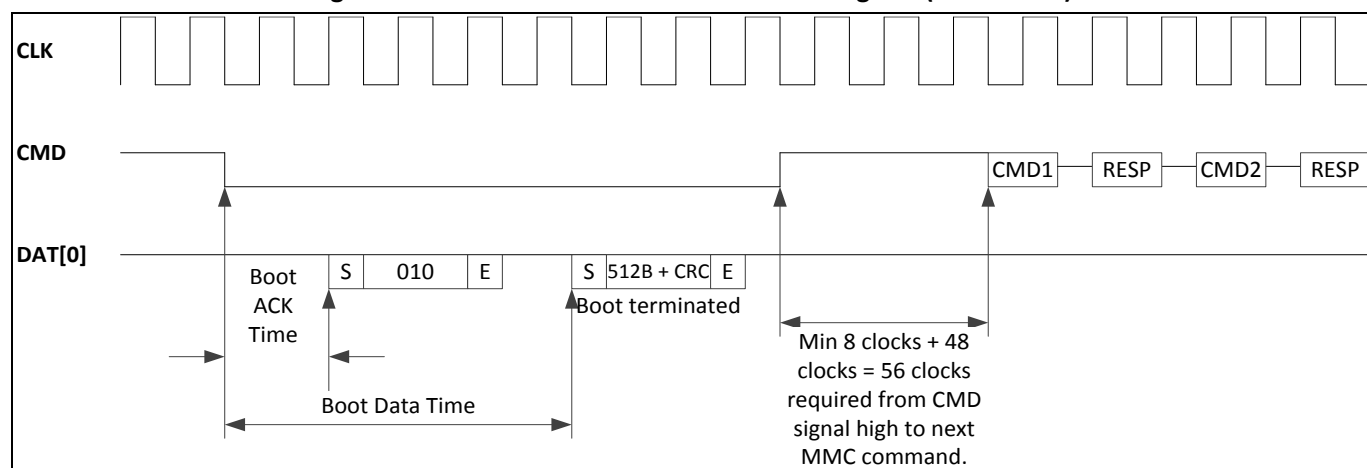 CLK
CMD
CMD1
RESP
CMD2
RESP
DAT[0]
Boot
ACK
Time
S
010
E
S
512B + CRC
E
Boot terminated
Boot Data Time
Min 8 clocks + 48
clocks = 56 clocks
required from CMD
signal high to next
MMC command.